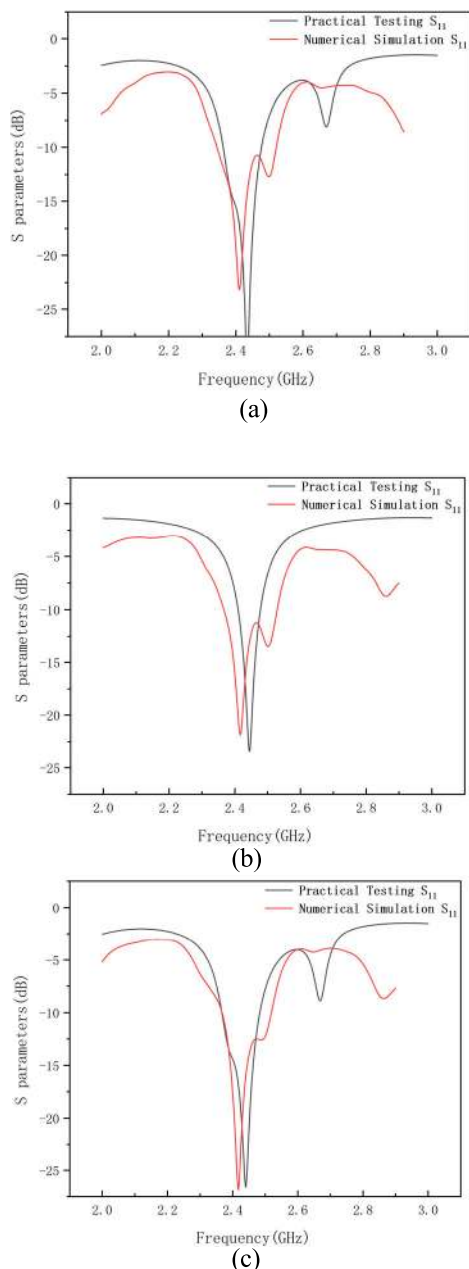 Practical Testing S11
Numerical Simulation S11
0
-5
-10
-15
-20
-25
S parameters(dB)
2.0 2.2 2.4 2.6 2.8 3.0
Frequency(GHz)
(a)
Practical Testing S11
Numerical Simulation S11
0
-5
-10
-15
-20
-25
S parameters(dB)
2.0 2.2 2.4 2.6 2.8 3.0
Frequency(GHz)
(b)
Practical Testing S11
Numerical Simulation S11
0
-5
-10
-15
-20
-25
S parameters(dB)
2.0 2.2 2.4 2.6 2.8 3.0
Frequency(GHz)
(c)